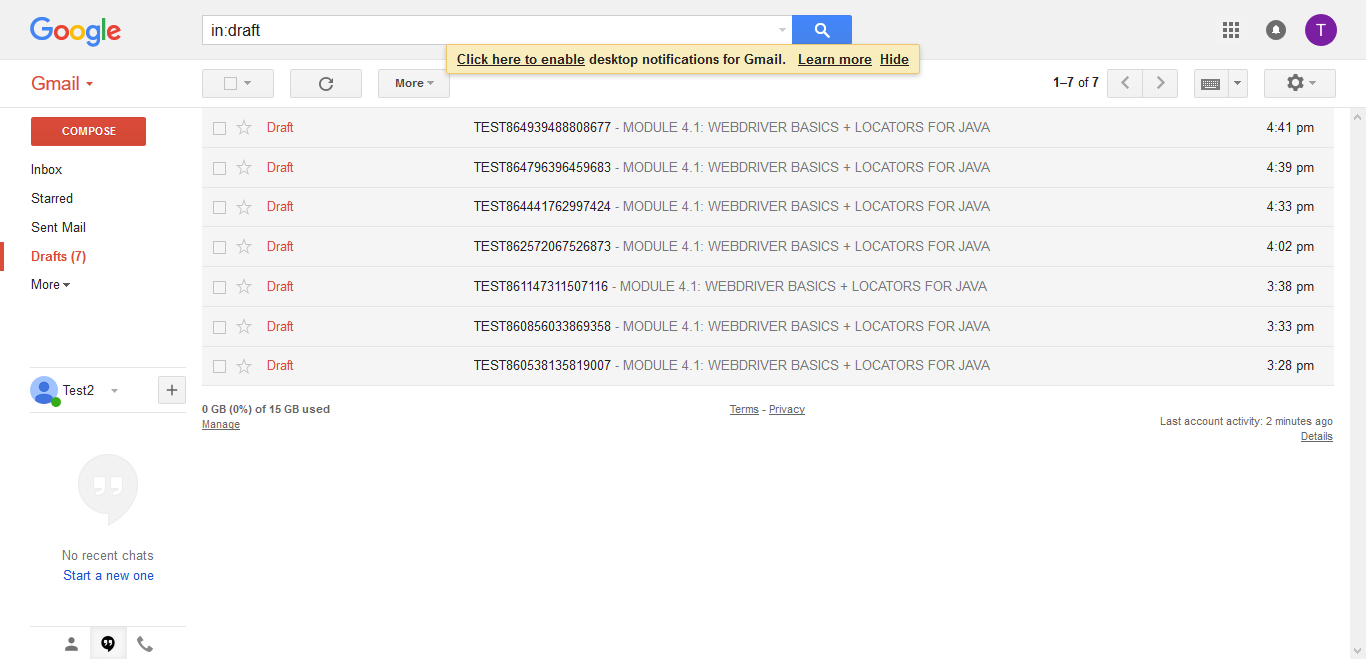 Google
in:draft
T
Click here to enable desktop notifications for Gmail. Learn more Hide
Gmail
More
1–7 of 7
COMPOSE
Inbox
Starred
Sent Mail
Drafts (7)
More
Draft TEST864939488808677 - MODULE 4.1: WEBDRIVER BASICS + LOCATORS FOR JAVA 4:41 pm
Draft TEST864796396459683 - MODULE 4.1: WEBDRIVER BASICS + LOCATORS FOR JAVA 4:39 pm
Draft TEST864441762997424 - MODULE 4.1: WEBDRIVER BASICS + LOCATORS FOR JAVA 4:33 pm
Draft TEST862572067526873 - MODULE 4.1: WEBDRIVER BASICS + LOCATORS FOR JAVA 4:02 pm
Draft TEST861147311507116 - MODULE 4.1: WEBDRIVER BASICS + LOCATORS FOR JAVA 3:38 pm
Draft TEST860856033869358 - MODULE 4.1: WEBDRIVER BASICS + LOCATORS FOR JAVA 3:33 pm
Draft TEST860538135819007 - MODULE 4.1: WEBDRIVER BASICS + LOCATORS FOR JAVA 3:28 pm
Test2
0 GB (0%) of 15 GB used
Manage
Terms - Privacy
Last account activity: 2 minutes ago
Details
No recent chats
Start a new one